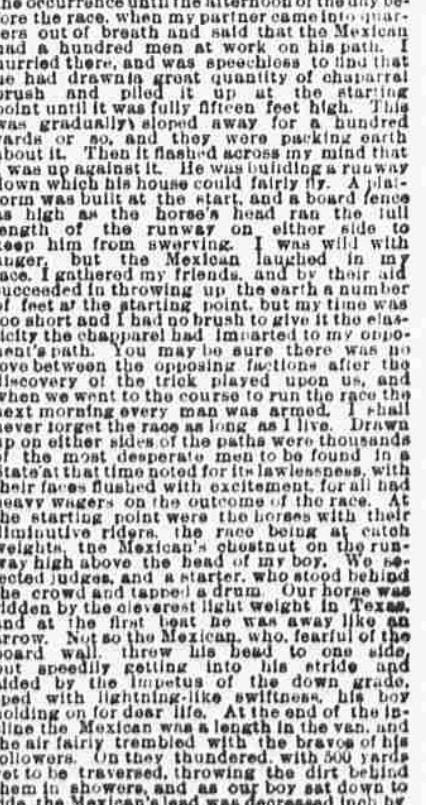 the occurrence until the afternoon of the day be-
fore the race, when my partner came into quar-
ers out of breath and said that the Mexican
had a hundred men at work on his path. I
hurried there, and was speechless to find that
he had drawn a great quantity of chaparral
brush and piled it up at the starting
point until it was fully fifteen feet high. This
was gradually sloped away for a hundred
yards or so, and they were packing earth
about it. Then it flashed across my mind that
I was up against it. He was building a runway
down which his house could fairly fly. A plat-
orm was built at the start, and a board fence
as high as the horse's head ran the full
ength of the runway on either side to
keep him from swerving. I was wild with
anger, but the Mexican laughed in my
ace. I gathered my friends, and by their aid
succeeded in throwing up the earth a number
of feet at the starting point, but my time was
oo short and I had no brush to give it the elas-
icity the chapparel had imparted to my oppo-
nent's path. You may be sure there was no
ove between the opposing factions after the
discovery of the trick played upon us, and
when we went to the course to run the race the
next morning every man was armed. I shall
never forget the race as long as I live. Drawn
up on either sides of the paths were thousands
of the most desperate men to be found in a
State at that time noted for its lawlessness, with
their faces flushed with excitement, for all had
heavy wagers on the outcome of the race. At
the starting point were the horses with their
diminutive riders, the race being at catch
weights, the Mexican's chestnut on the run-
way high above the head of my boy. We se-
ected judges, and a starter, who stood behind
the crowd and tapped a drum. Our horse was
ridden by the cleverest light weight in Texas,
and at the first beat he was away like an
arrow. Not so the Mexican, who, fearful of the
board wall, threw his head to one side,
but speedily getting into his stride and
aided by the impetus of the down grade,
sped with lightning-like swiftness, his boy
holding on for dear life. At the end of the in-
cline the Mexican was a length in the van, and
the air fairly trembled with the bravos of his
followers. On they thundered, with 500 yards
yet to be traversed, throwing the dirt behind
them in showers, and as our boy sat down to
ride the Mexican's lead was decreased until he